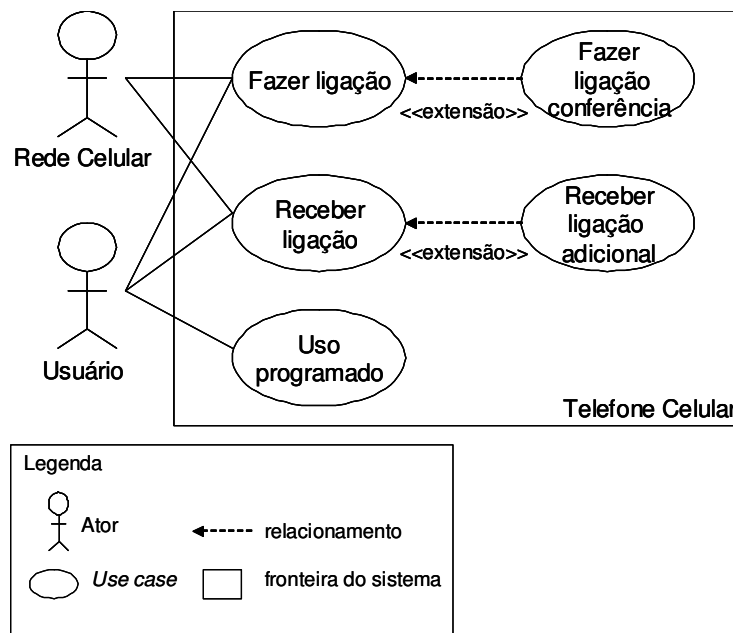 Rede Celular
Usuário
Fazer ligação
<<extensão>>
Fazer
ligação
conferência
Receber
ligação
<<extensão>>
Receber
ligação
adicional
Uso
programado
Telefone Celular
Legenda
Ator
relacionamento
Use case
fronteira do sistema